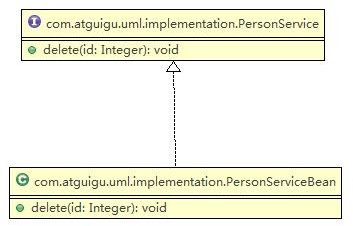 I com.atguigu.uml.implementation.PersonService
delete(id: Integer): void
C com.atguigu.uml.implementation.PersonServiceBean
delete(id: Integer): void